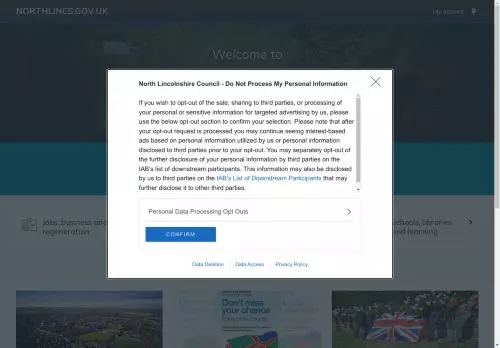 NORTHLINCS.GOV.UK
My account
Welcome to
North Lincolnshire Council - Do Not Process My Personal Information
If you wish to opt-out of the sale, sharing to third parties, or processing of
your personal or sensitive information for targeted advertising by us, please
use the below opt-out section to confirm your selection. Please note that after
your opt-out request is processed you may continue seeing interest-based
ads based on personal information utilized by us or personal information
disclosed to third parties prior to your opt-out. You may separately opt-out of
the further disclosure of your personal information by third parties on the
IAB's list of downstream participants. This information may also be disclosed
by us to third parties on the IAB's List of Downstream Participants that may
further disclose it to other third parties.
Personal Data Processing Opt Outs
CONFIRM
Data Deletion
Data Access
Privacy Policy
Jobs, business and
regeneration
schools, libraries
and learning
Don't miss
your chance